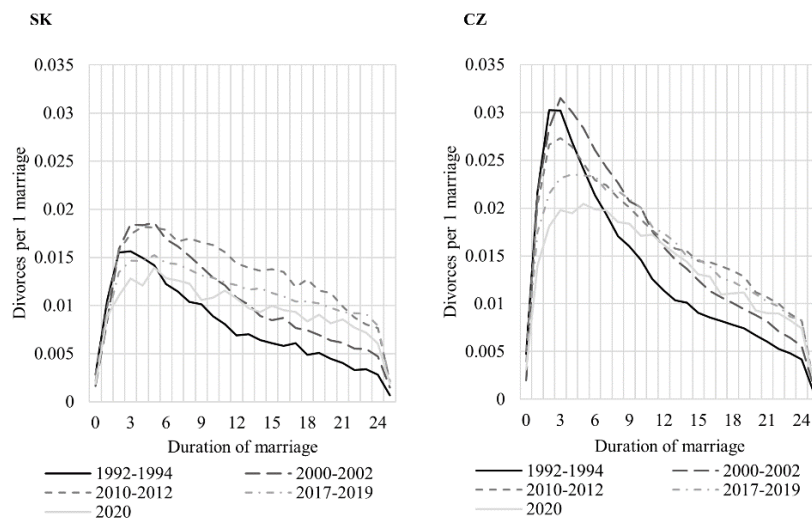 SK
0.035
0.03
0.025
0.02
0.015
0.01
0.005
0
Divorces per 1 marriage
0 3 6 9 12 15 18 21 24
Duration of marriage
1992-1994 2000-2002
2010-2012 2017-2019
2020
CZ
0.035
0.03
0.025
0.02
0.015
0.01
0.005
0
Divorces per 1 marriage
0 3 6 9 12 15 18 21 24
Duration of marriage
1992-1994 2000-2002
2010-2012 2017-2019
2020